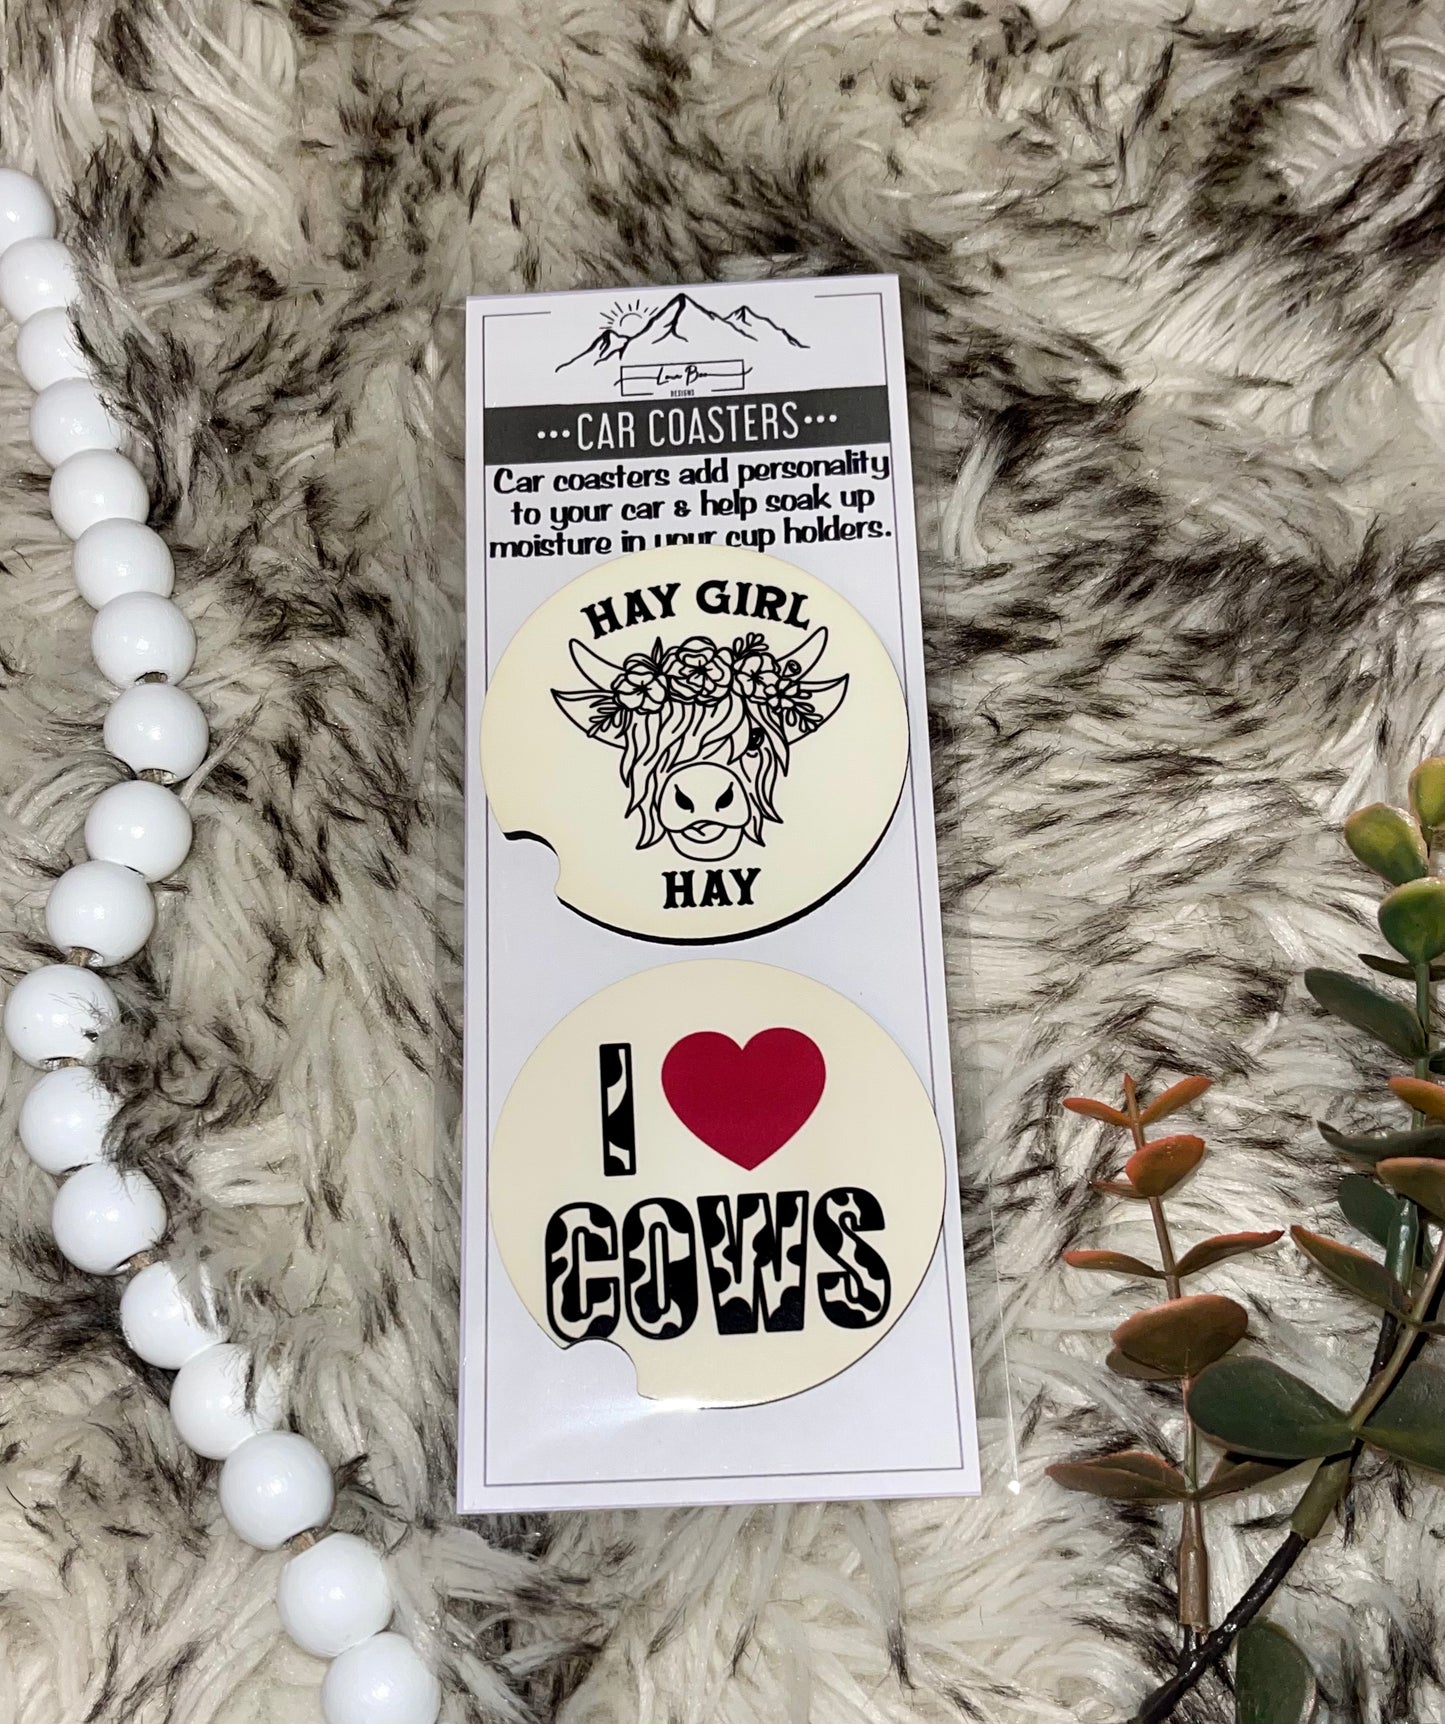 DESIGNS
•••CAR COASTERS•••
Car coasters add personality
to your car & help soak up
moisture in your cup holders.
HAY GIRL
HAY
I ♥
COWS